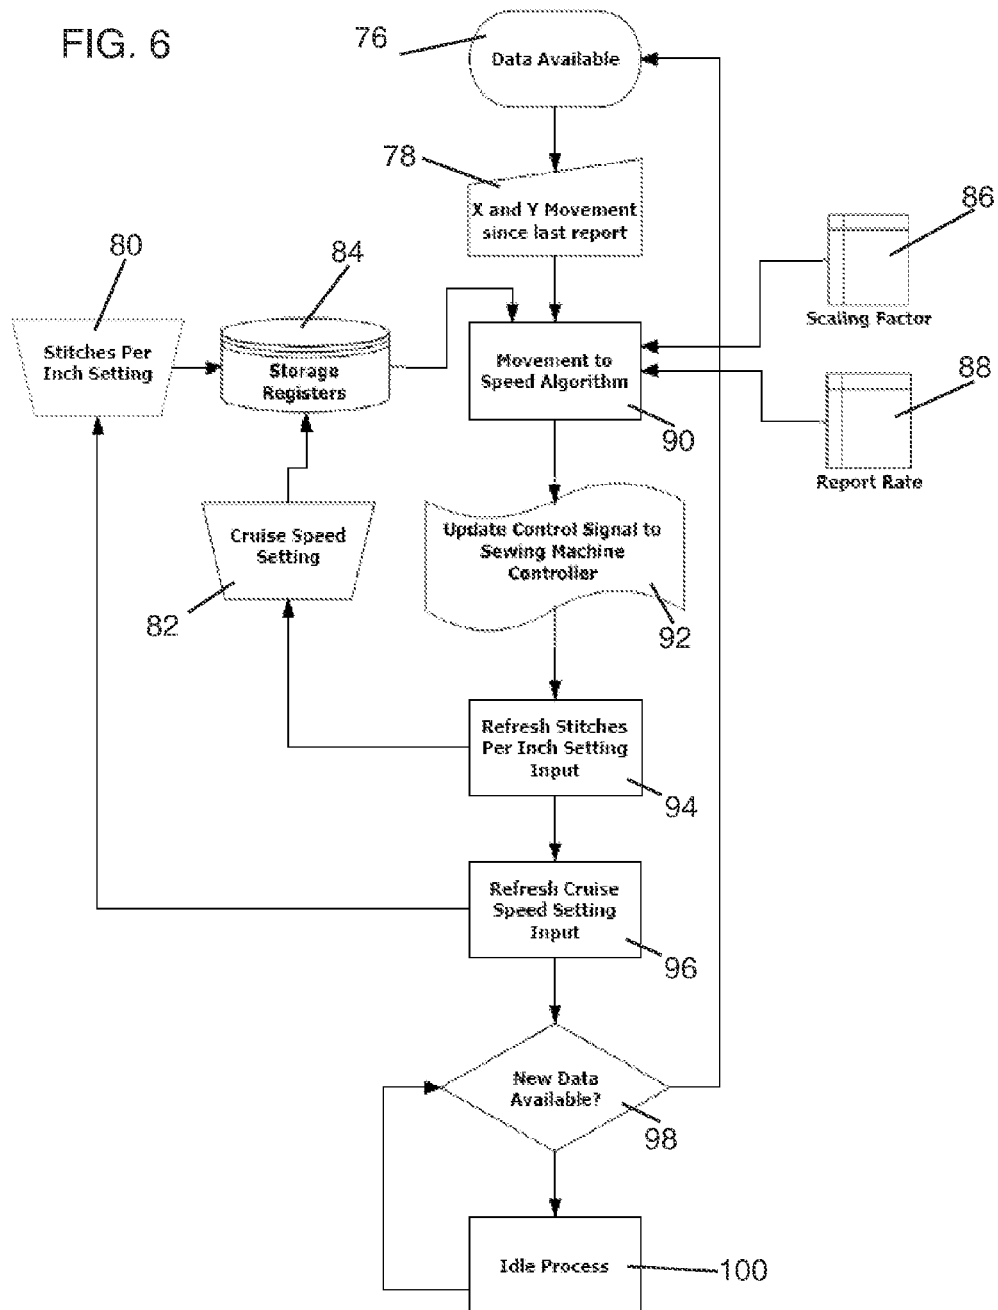 FIG. 6
76
Data Available
78
X and Y Movement
since last report
86
Scaling Factor
80
Stitches Per
Inch Setting
84
Storage
Registers
Movement to
Speed Algorithm
90
88
Report Rate
Cruise Speed
Setting
82
Update Control Signal to
Sewing Machine
Controller
92
Refresh Stitches
Per Inch Setting
Input
94
Refresh Cruise
Speed Setting
Input
96
New Data
Available?
98
Idle Process
100